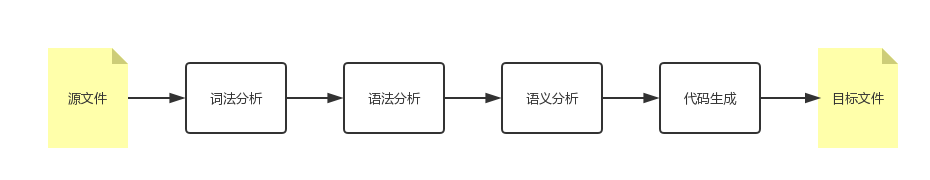 源文件
词法分析
语法分析
语义分析
代码生成
目标文件